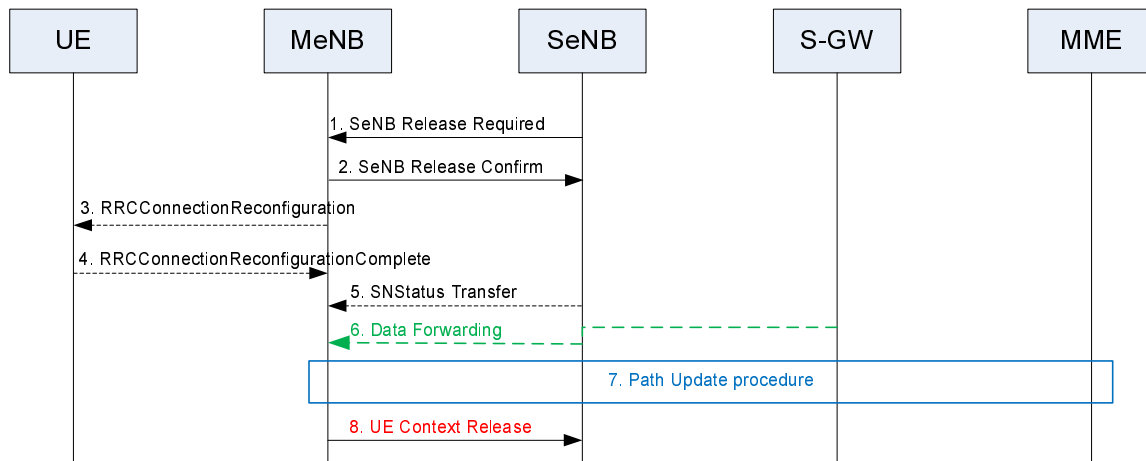 UE MeNB SeNB S-GW MME
1. SeNB Release Required
2. SeNB Release Confirm
3. RRCConnectionReconfiguration
4. RRCConnectionReconfigurationComplete
5. SNStatus Transfer
6. Data Forwarding
7. Path Update procedure
8. UE Context Release